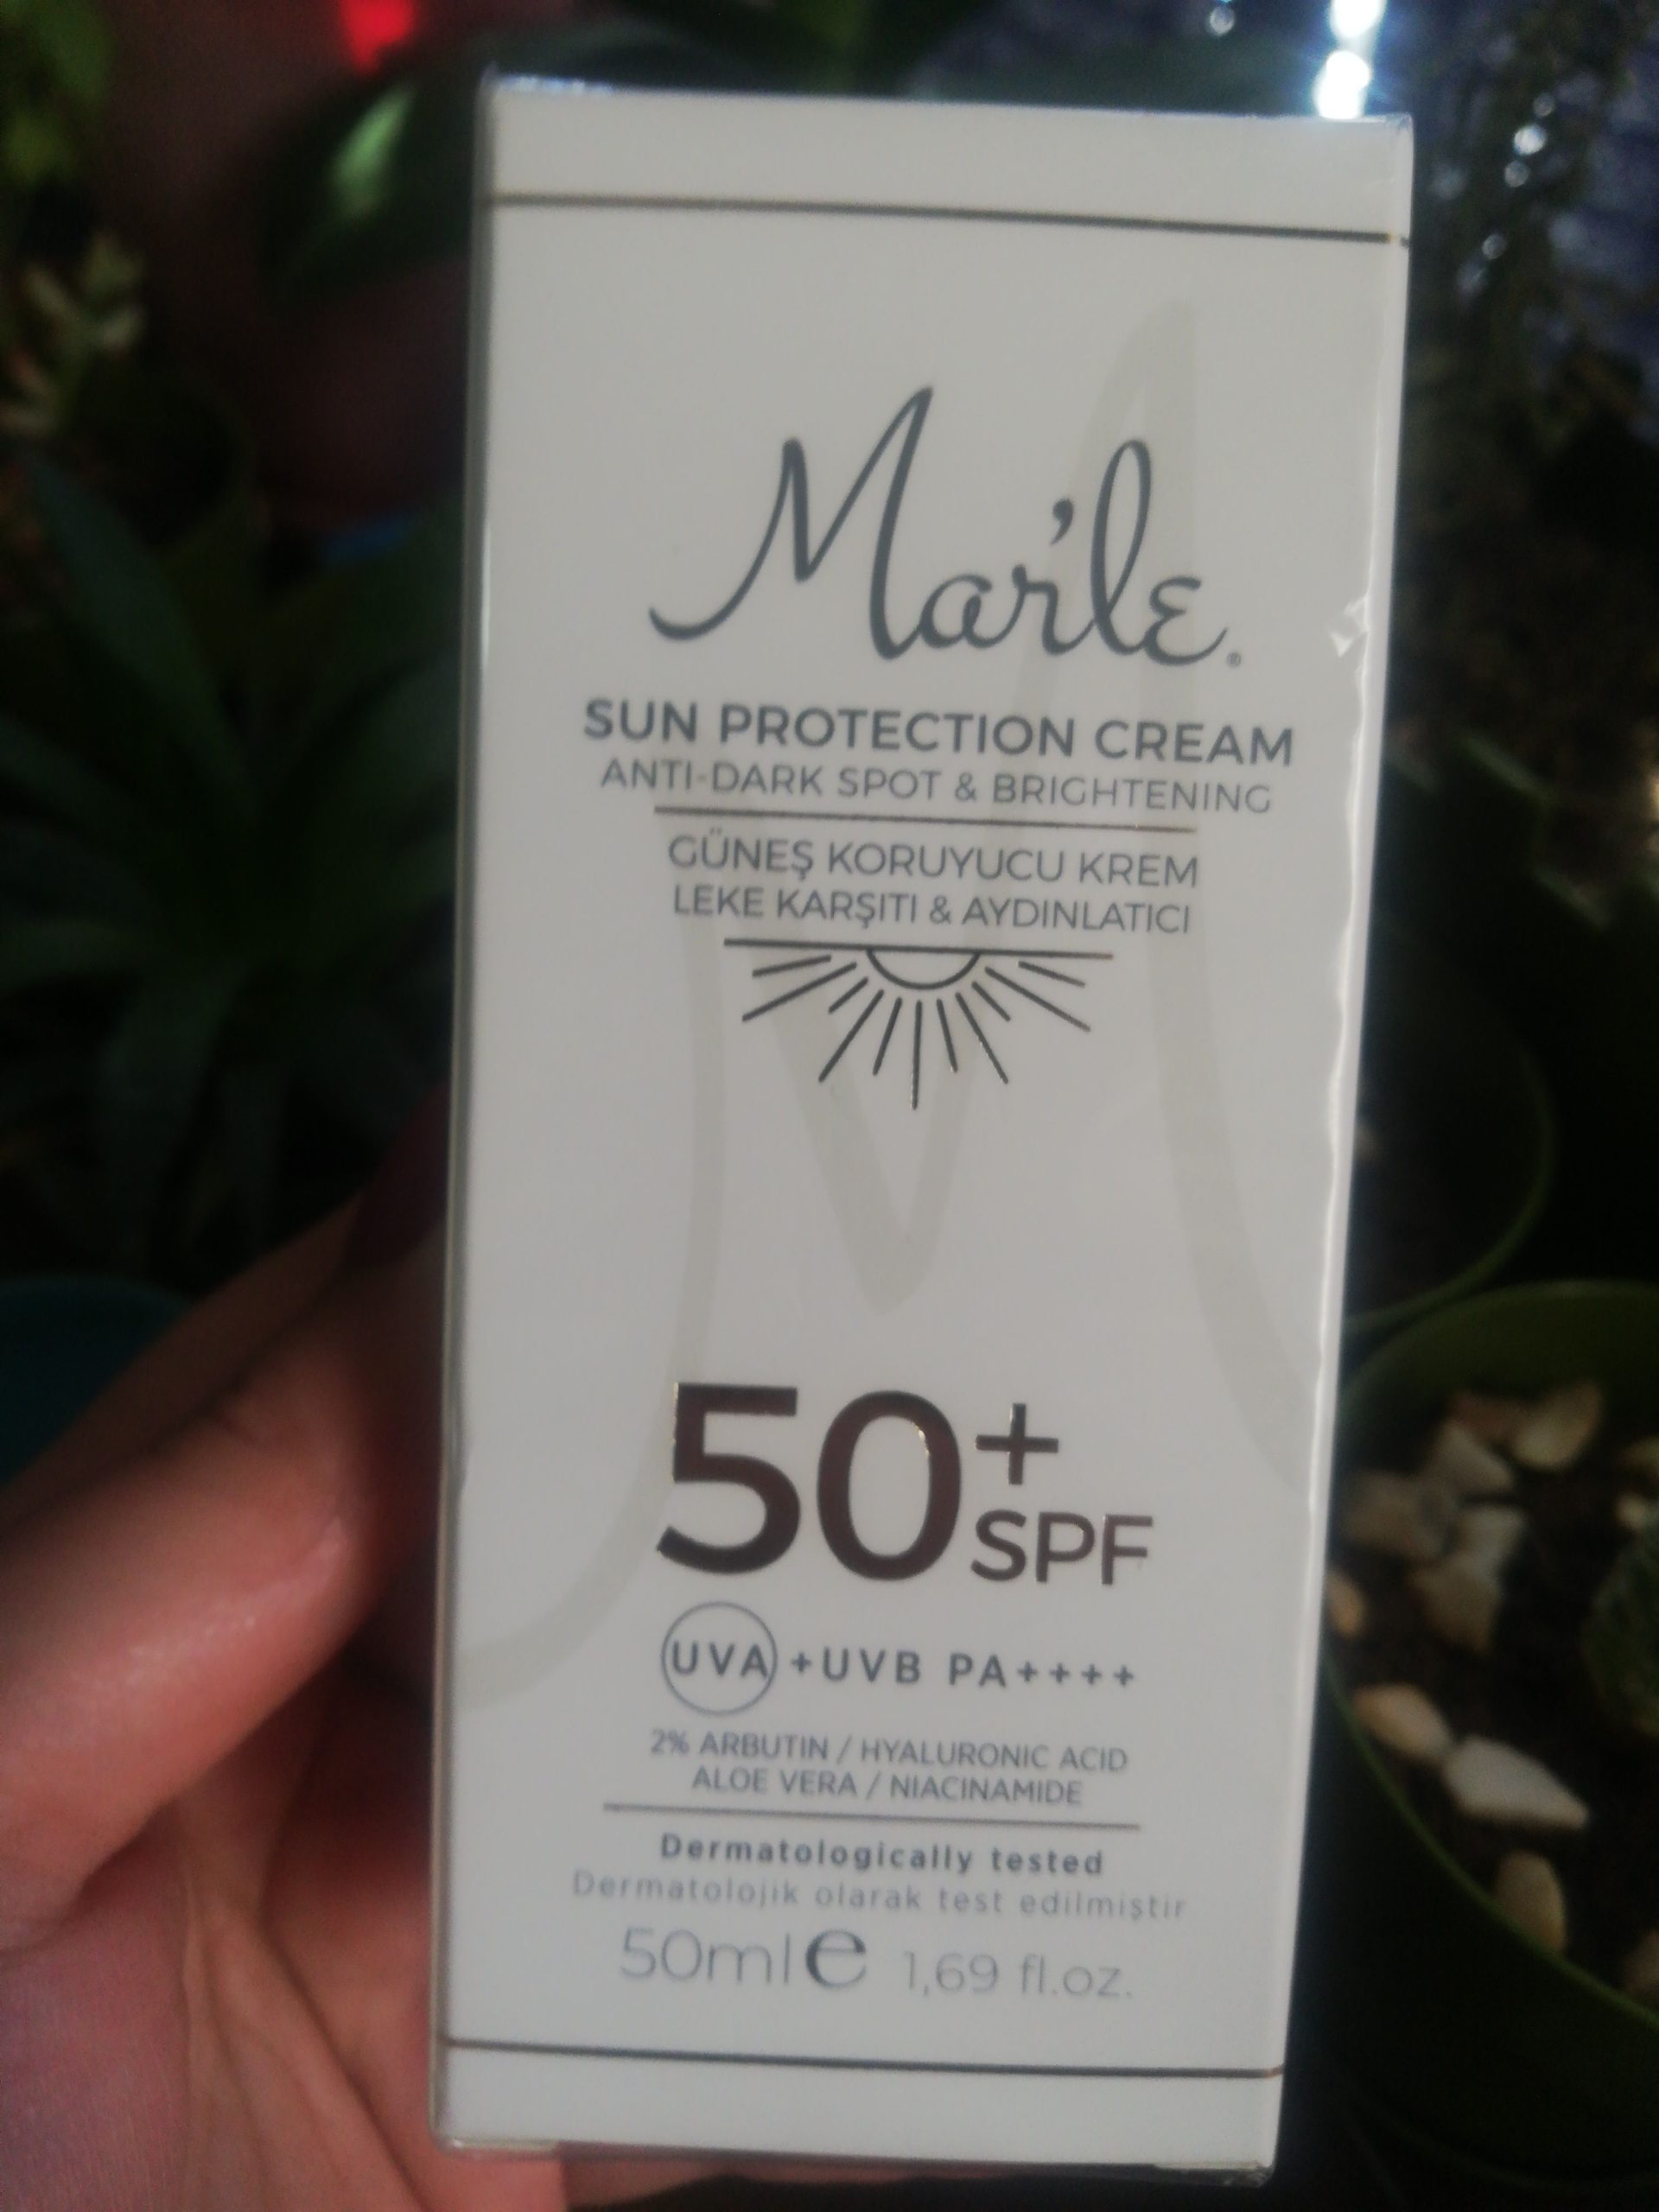 Mar'le®
SUN PROTECTION CREAM
ANTI-DARK SPOT & BRIGHTENING
GÜNEŞ KORUYUCU KREM
LEKE KARŞITI & AYDINLATICI
50+ SPF
UVA +UVB PA++++
2% ARBUTIN / HYALURONIC ACID
ALOE VERA / NIACINAMIDE
Dermatologically tested
Dermatolojik olarak test edilmiştir
50ml e 1,69 fl.oz.